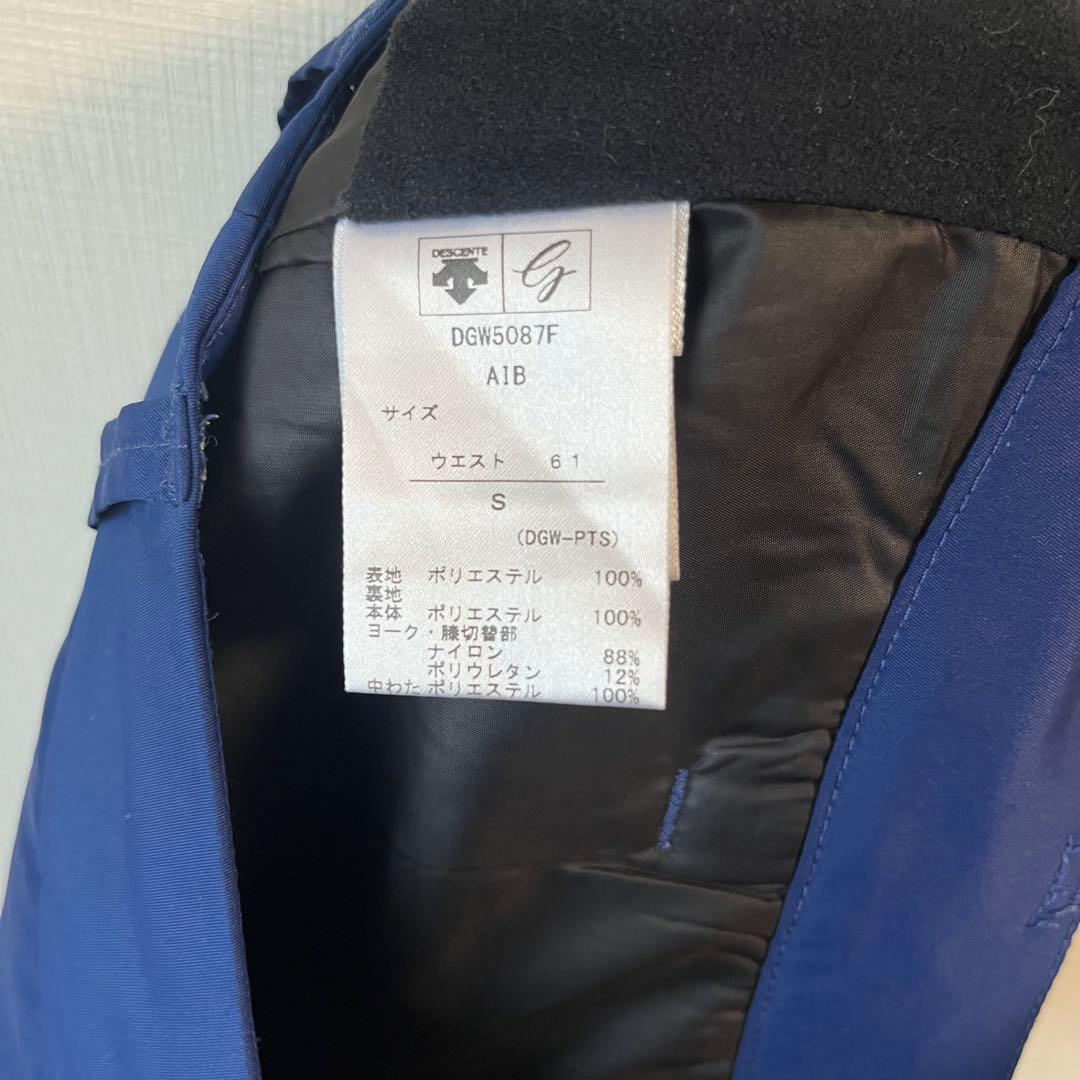 DESCENTE
DGW5087F
AIB
サイズ
ウエスト 61
S
(DGW-PTS)
表地 ポリエステル 100%
裏地
本体 ポリエステル 100%
ヨーク・膝切替部
ナイロン 88%
ポリウレタン 12%
中わた ポリエステル 100%